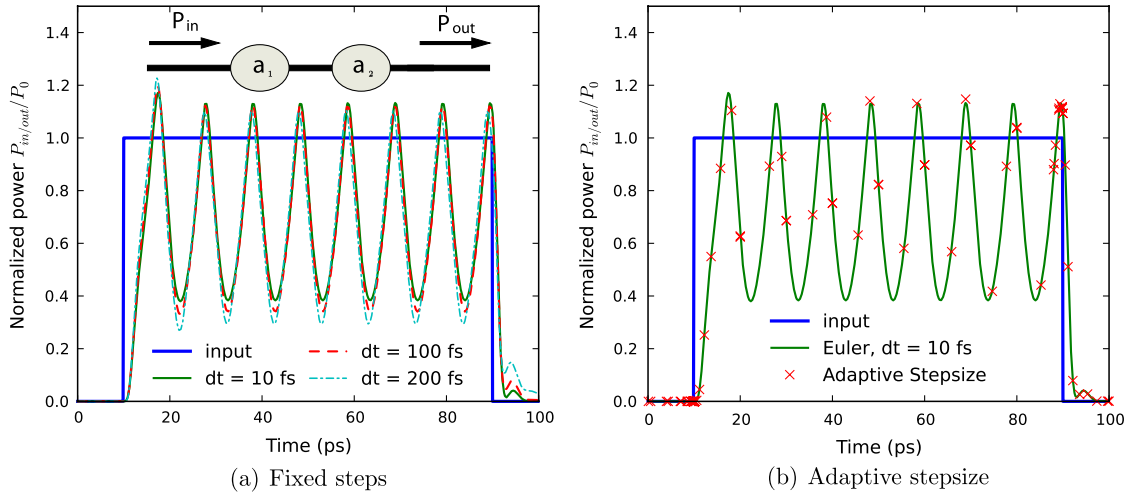 P_in
P_out
a_1
a_2
1.4
1.2
1.0
0.8
0.6
0.4
0.2
0.0
Normalized power P_in/out/P_0
input
dt = 10 fs
dt = 100 fs
dt = 200 fs
20
40
60
80
100
Time (ps)
(a) Fixed steps
1.4
1.2
1.0
0.8
0.6
0.4
0.2
0.0
Normalized power P_in/out/P_0
input
Euler, dt = 10 fs
Adaptive Stepsize
0
20
40
60
80
100
Time (ps)
(b) Adaptive stepsize